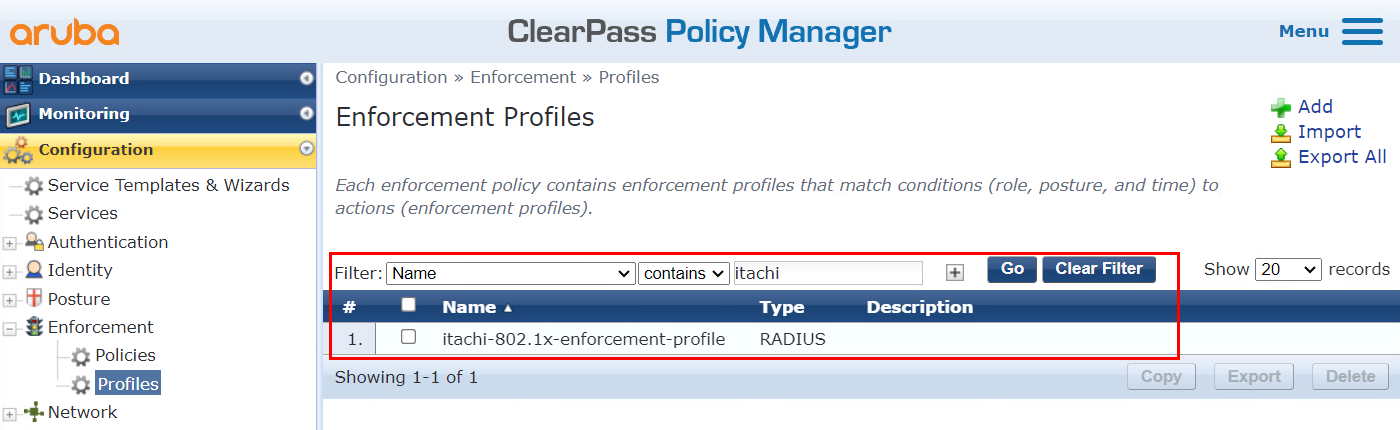 aruba
ClearPass Policy Manager
Menu
Dashboard
Monitoring
Configuration
Service Templates & Wizards
Services
Authentication
Identity
Posture
Enforcement
Policies
Profiles
Network
Configuration » Enforcement » Profiles
Enforcement Profiles
Add
Import
Export All
Each enforcement policy contains enforcement profiles that match conditions (role, posture, and time) to
actions (enforcement profiles).
Filter: Name contains itachi Go Clear Filter Show 20 records
# Name Type Description
1. itachi-802.1x-enforcement-profile RADIUS
Showing 1-1 of 1 Copy Export Delete